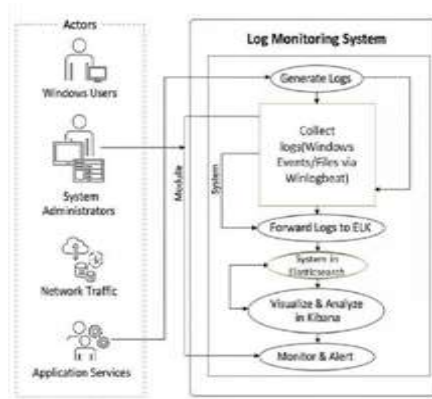 Actors
Windows Users
System
Administrators
Network Traffic
Application Services
Log Monitoring System
Generate Logs
Collect
logs(Windows
Events/Files via
Winlogbeat)
Module
System
Forward Logs to ELK
System in
Elasticsearch
Visualize & Analyze
in Kibana
Monitor & Alert